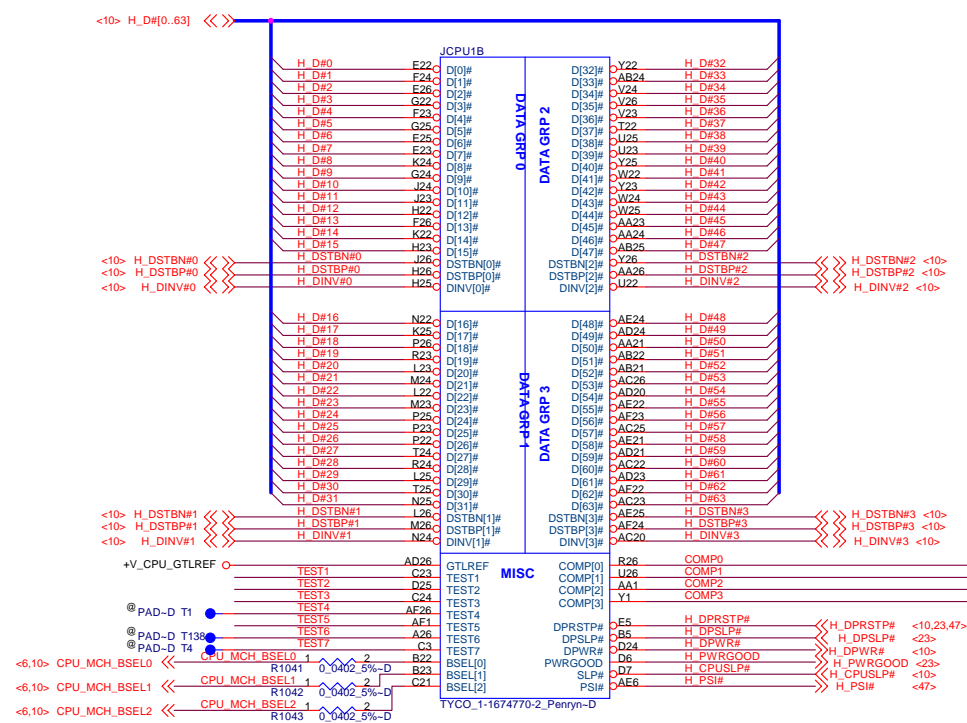 <10> H_D#[0..63]
JCPU1B
H_D#0 E22 D[0]# D[32]# Y22 H_D#32
H_D#1 F24 D[1]# D[33]# AB24 H_D#33
H_D#2 E26 D[2]# D[34]# V24 H_D#34
H_D#3 G22 D[3]# D[35]# V26 H_D#35
H_D#4 F23 D[4]# D[36]# V23 H_D#36
H_D#5 G25 D[5]# D[37]# T22 H_D#37
H_D#6 E25 D[6]# D[38]# U25 H_D#38
H_D#7 E23 D[7]# D[39]# U23 H_D#39
H_D#8 K24 D[8]# D[40]# Y25 H_D#40
H_D#9 G24 D[9]# D[41]# W22 H_D#41
H_D#10 J24 D[10]# D[42]# Y23 H_D#42
H_D#11 J23 D[11]# D[43]# W24 H_D#43
H_D#12 H22 D[12]# D[44]# W25 H_D#44
H_D#13 F26 D[13]# D[45]# AA23 H_D#45
H_D#14 K22 D[14]# D[46]# AA24 H_D#46
H_D#15 H23 D[15]# D[47]# AB25 H_D#47
<10> H_DSTBN#0 H_DSTBN#0 J26 DSTBN[0]# DSTBN[2]# Y26 H_DSTBN#2 H_DSTBN#2 <10>
<10> H_DSTBP#0 H_DSTBP#0 H26 DSTBP[0]# DSTBP[2]# AA26 H_DSTBP#2 H_DSTBP#2 <10>
<10> H_DINV#0 H_DINV#0 H25 DINV[0]# DINV[2]# U22 H_DINV#2 H_DINV#2 <10>
DATA GRP 0
DATA GRP 2
H_D#16 N22 D[16]# D[48]# AE24 H_D#48
H_D#17 K25 D[17]# D[49]# AD24 H_D#49
H_D#18 P26 D[18]# D[50]# AA21 H_D#50
H_D#19 R23 D[19]# D[51]# AB22 H_D#51
H_D#20 L23 D[20]# D[52]# AB21 H_D#52
H_D#21 M24 D[21]# D[53]# AC26 H_D#53
H_D#22 L22 D[22]# D[54]# AD20 H_D#54
H_D#23 M23 D[23]# D[55]# AE22 H_D#55
H_D#24 P25 D[24]# D[56]# AF23 H_D#56
H_D#25 P23 D[25]# D[57]# AC25 H_D#57
H_D#26 P22 D[26]# D[58]# AE21 H_D#58
H_D#27 T24 D[27]# D[59]# AD21 H_D#59
H_D#28 R24 D[28]# D[60]# AC22 H_D#60
H_D#29 L25 D[29]# D[61]# AD23 H_D#61
H_D#30 T25 D[30]# D[62]# AF22 H_D#62
H_D#31 N25 D[31]# D[63]# AC23 H_D#63
<10> H_DSTBN#1 H_DSTBN#1 L26 DSTBN[1]# DSTBN[3]# AE25 H_DSTBN#3 H_DSTBN#3 <10>
<10> H_DSTBP#1 H_DSTBP#1 M26 DSTBP[1]# DSTBP[3]# AF24 H_DSTBP#3 H_DSTBP#3 <10>
<10> H_DINV#1 H_DINV#1 N24 DINV[1]# DINV[3]# AC20 H_DINV#3 H_DINV#3 <10>
DATA GRP 1
DATA GRP 3
+V_CPU_GTLREF AD26 GTLREF COMP[0] R26 COMP0
TEST1 C23 TEST1 MISC COMP[1] U26 COMP1
TEST2 D25 TEST2 COMP[2] AA1 COMP2
TEST3 C24 TEST3 COMP[3] Y1 COMP3
@ PAD~D T1 TEST4 AF26 TEST4
TEST5 AF1 TEST5 DPRSTP# E5 H_DPRSTP# H_DPRSTP# <10,23,47>
@ PAD~D T138 TEST6 A26 TEST6 DPSLP# B5 H_DPSLP# H_DPSLP# <23>
@ PAD~D T4 TEST7 C3 TEST7 DPWR# D24 H_DPWR# H_DPWR# <10>
<6,10> CPU_MCH_BSEL0 CPU_MCH_BSEL0 B22 BSEL[0] PWRGOOD D6 H_PWRGOOD H_PWRGOOD <23>
R1041 1 2 0_0402_5%~D
B23 BSEL[1] SLP# D7 H_CPUSLP# H_CPUSLP# <10>
<6,10> CPU_MCH_BSEL1 CPU_MCH_BSEL1 C21 BSEL[2] PSI# AE6 H_PSI# H_PSI# <47>
R1042 1 2 0_0402_5%~D
TYCO_1-1674770-2_Penryn~D
<6,10> CPU_MCH_BSEL2 CPU_MCH_BSEL2
R1043 1 2 0_0402_5%~D